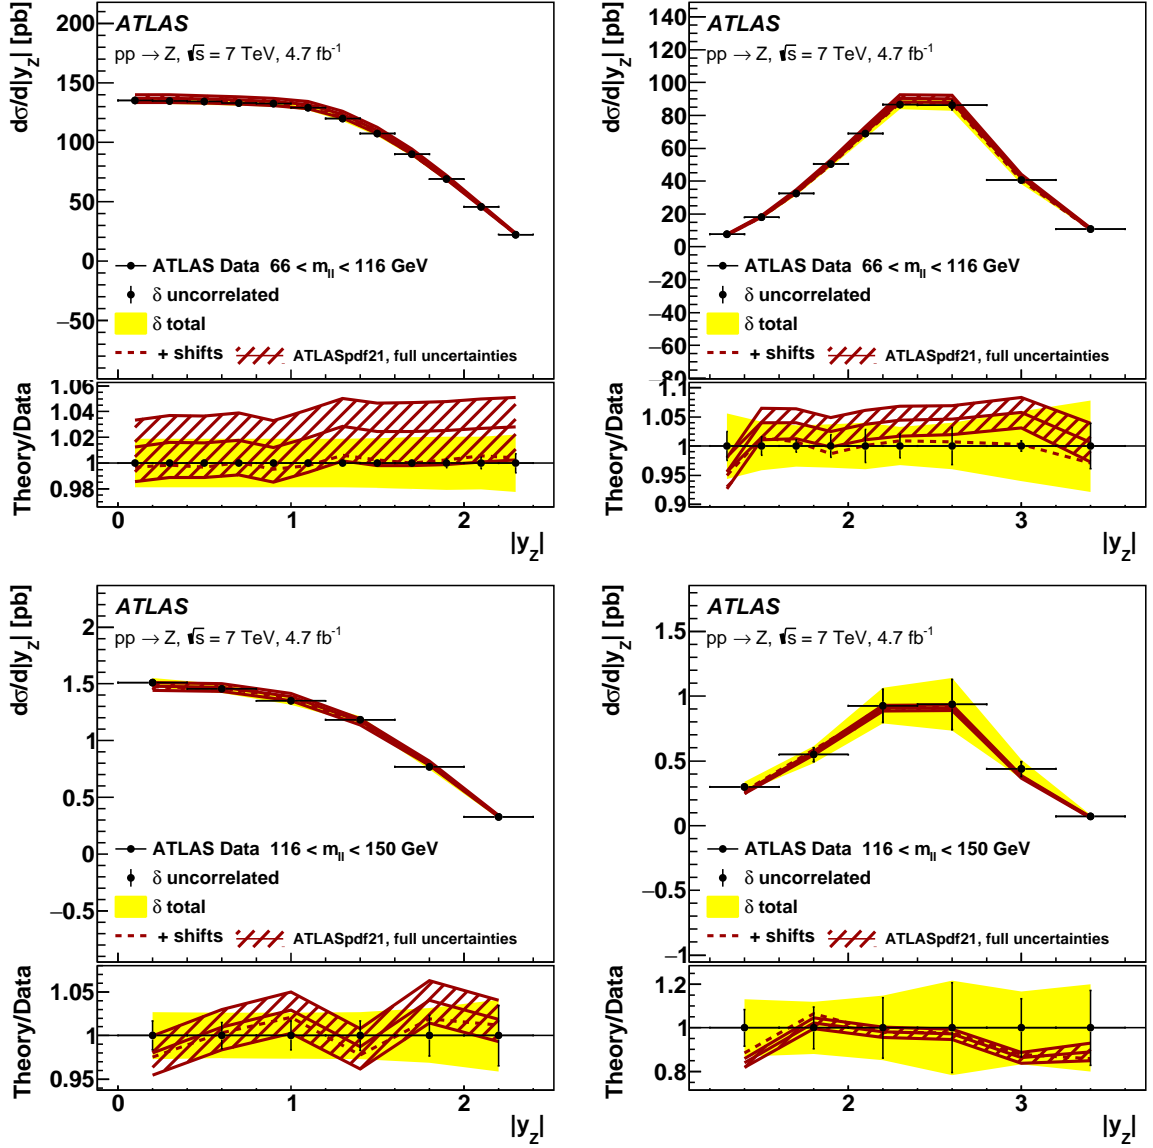 ATLAS
pp → Z, √s = 7 TeV, 4.7 fb⁻¹
dσ/d|y_Z| [pb]
200
150
100
50
0
−50
ATLAS Data 66 < m_ll < 116 GeV
δ uncorrelated
δ total
+ shifts ATLASpdf21, full uncertainties
Theory/Data
1.06
1.04
1.02
1
0.98
0 1 2
|y_Z|
ATLAS
pp → Z, √s = 7 TeV, 4.7 fb⁻¹
dσ/d|y_Z| [pb]
140
120
100
80
60
40
20
0
−20
−40
−60
80
ATLAS Data 66 < m_ll < 116 GeV
δ uncorrelated
δ total
+ shifts ATLASpdf21, full uncertainties
Theory/Data
1.1
1.05
1
0.95
0.9
2 3
|y_Z|
ATLAS
pp → Z, √s = 7 TeV, 4.7 fb⁻¹
dσ/d|y_Z| [pb]
2
1.5
1
0.5
0
−0.5
ATLAS Data 116 < m_ll < 150 GeV
δ uncorrelated
δ total
+ shifts ATLASpdf21, full uncertainties
Theory/Data
1.05
1
0.95
0 1 2
|y_Z|
ATLAS
pp → Z, √s = 7 TeV, 4.7 fb⁻¹
dσ/d|y_Z| [pb]
1.5
1
0.5
0
−0.5
−1
ATLAS Data 116 < m_ll < 150 GeV
δ uncorrelated
δ total
+ shifts ATLASpdf21, full uncertainties
Theory/Data
1.2
1
0.8
2 3
|y_Z|